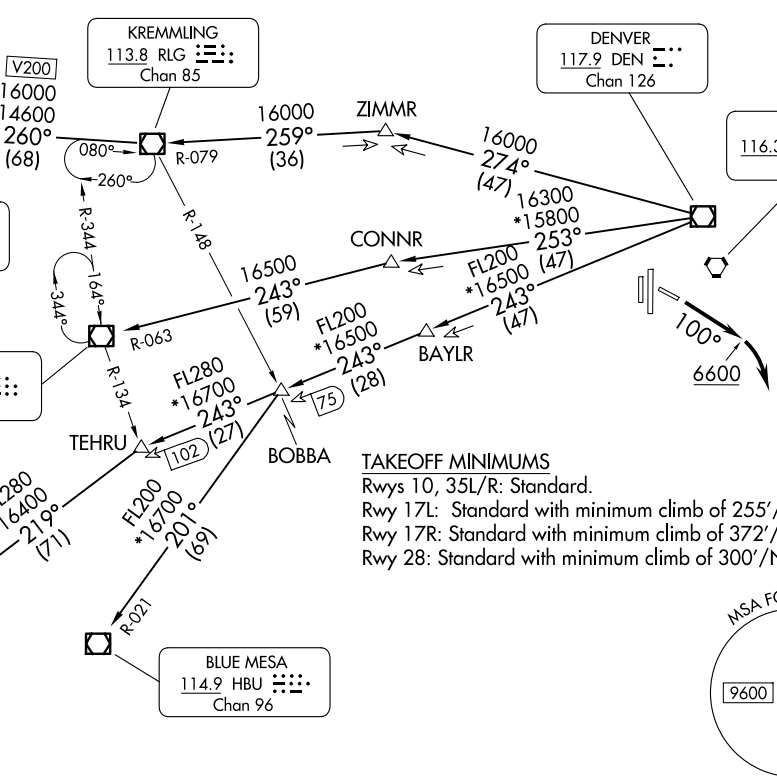 KREMMLING
113.8 RLG
Chan 85
DENVER
117.9 DEN
Chan 126
116.3
V200
16000
14600
260°
(68)
080°
260°
R-079
16000
259°
(36)
ZIMMR
16000
274°
(47)
16300
*15800
253°
(47)
FL200
*16500
243°
(47)
R-344
164°
344°
R-148
CONNR
16500
243°
(59)
R-063
R-134
FL200
*16500
243°
(28)
BAYLR
75
BOBBA
100°
6600
FL280
*16700
243°
(27)
TEHRU
102
16400
219°
(71)
FL200
*16700
201°
(69)
R-021
BLUE MESA
114.9 HBU
Chan 96
TAKEOFF MINIMUMS
Rwys 10, 35L/R: Standard.
Rwy 17L: Standard with minimum climb of 255'/
Rwy 17R: Standard with minimum climb of 372'/
Rwy 28: Standard with minimum climb of 300'/N
MSA FO
9600